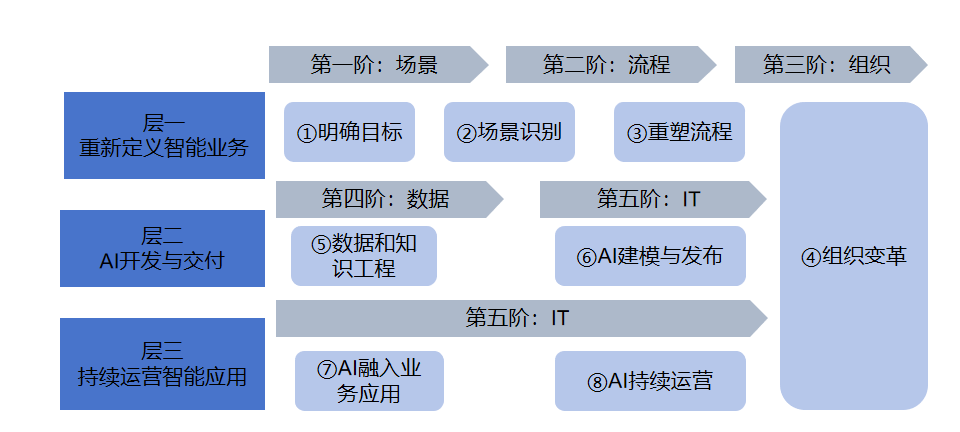 第一阶：场景
第二阶：流程
第三阶：组织
层一
重新定义智能业务
①明确目标
②场景识别
③重塑流程
第四阶：数据
第五阶：IT
层二
AI开发与交付
⑤数据和知
识工程
⑥AI建模与发布
④组织变革
第五阶：IT
层三
持续运营智能应用
⑦AI融入业
务应用
⑧AI持续运营